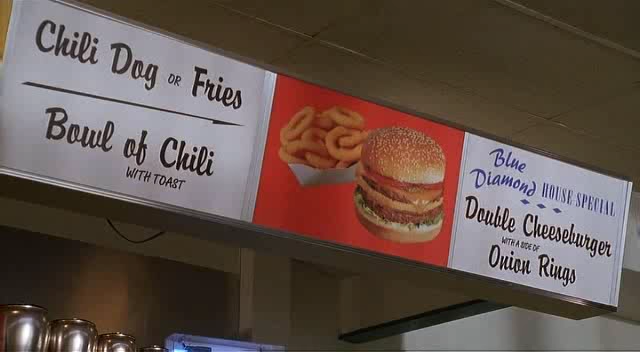 Chili Dog OR Fries
Bowl of Chili
WITH TOAST
Blue
Diamond HOUSE SPECIAL
Double Cheeseburger
WITH A SIDE OF
Onion Rings